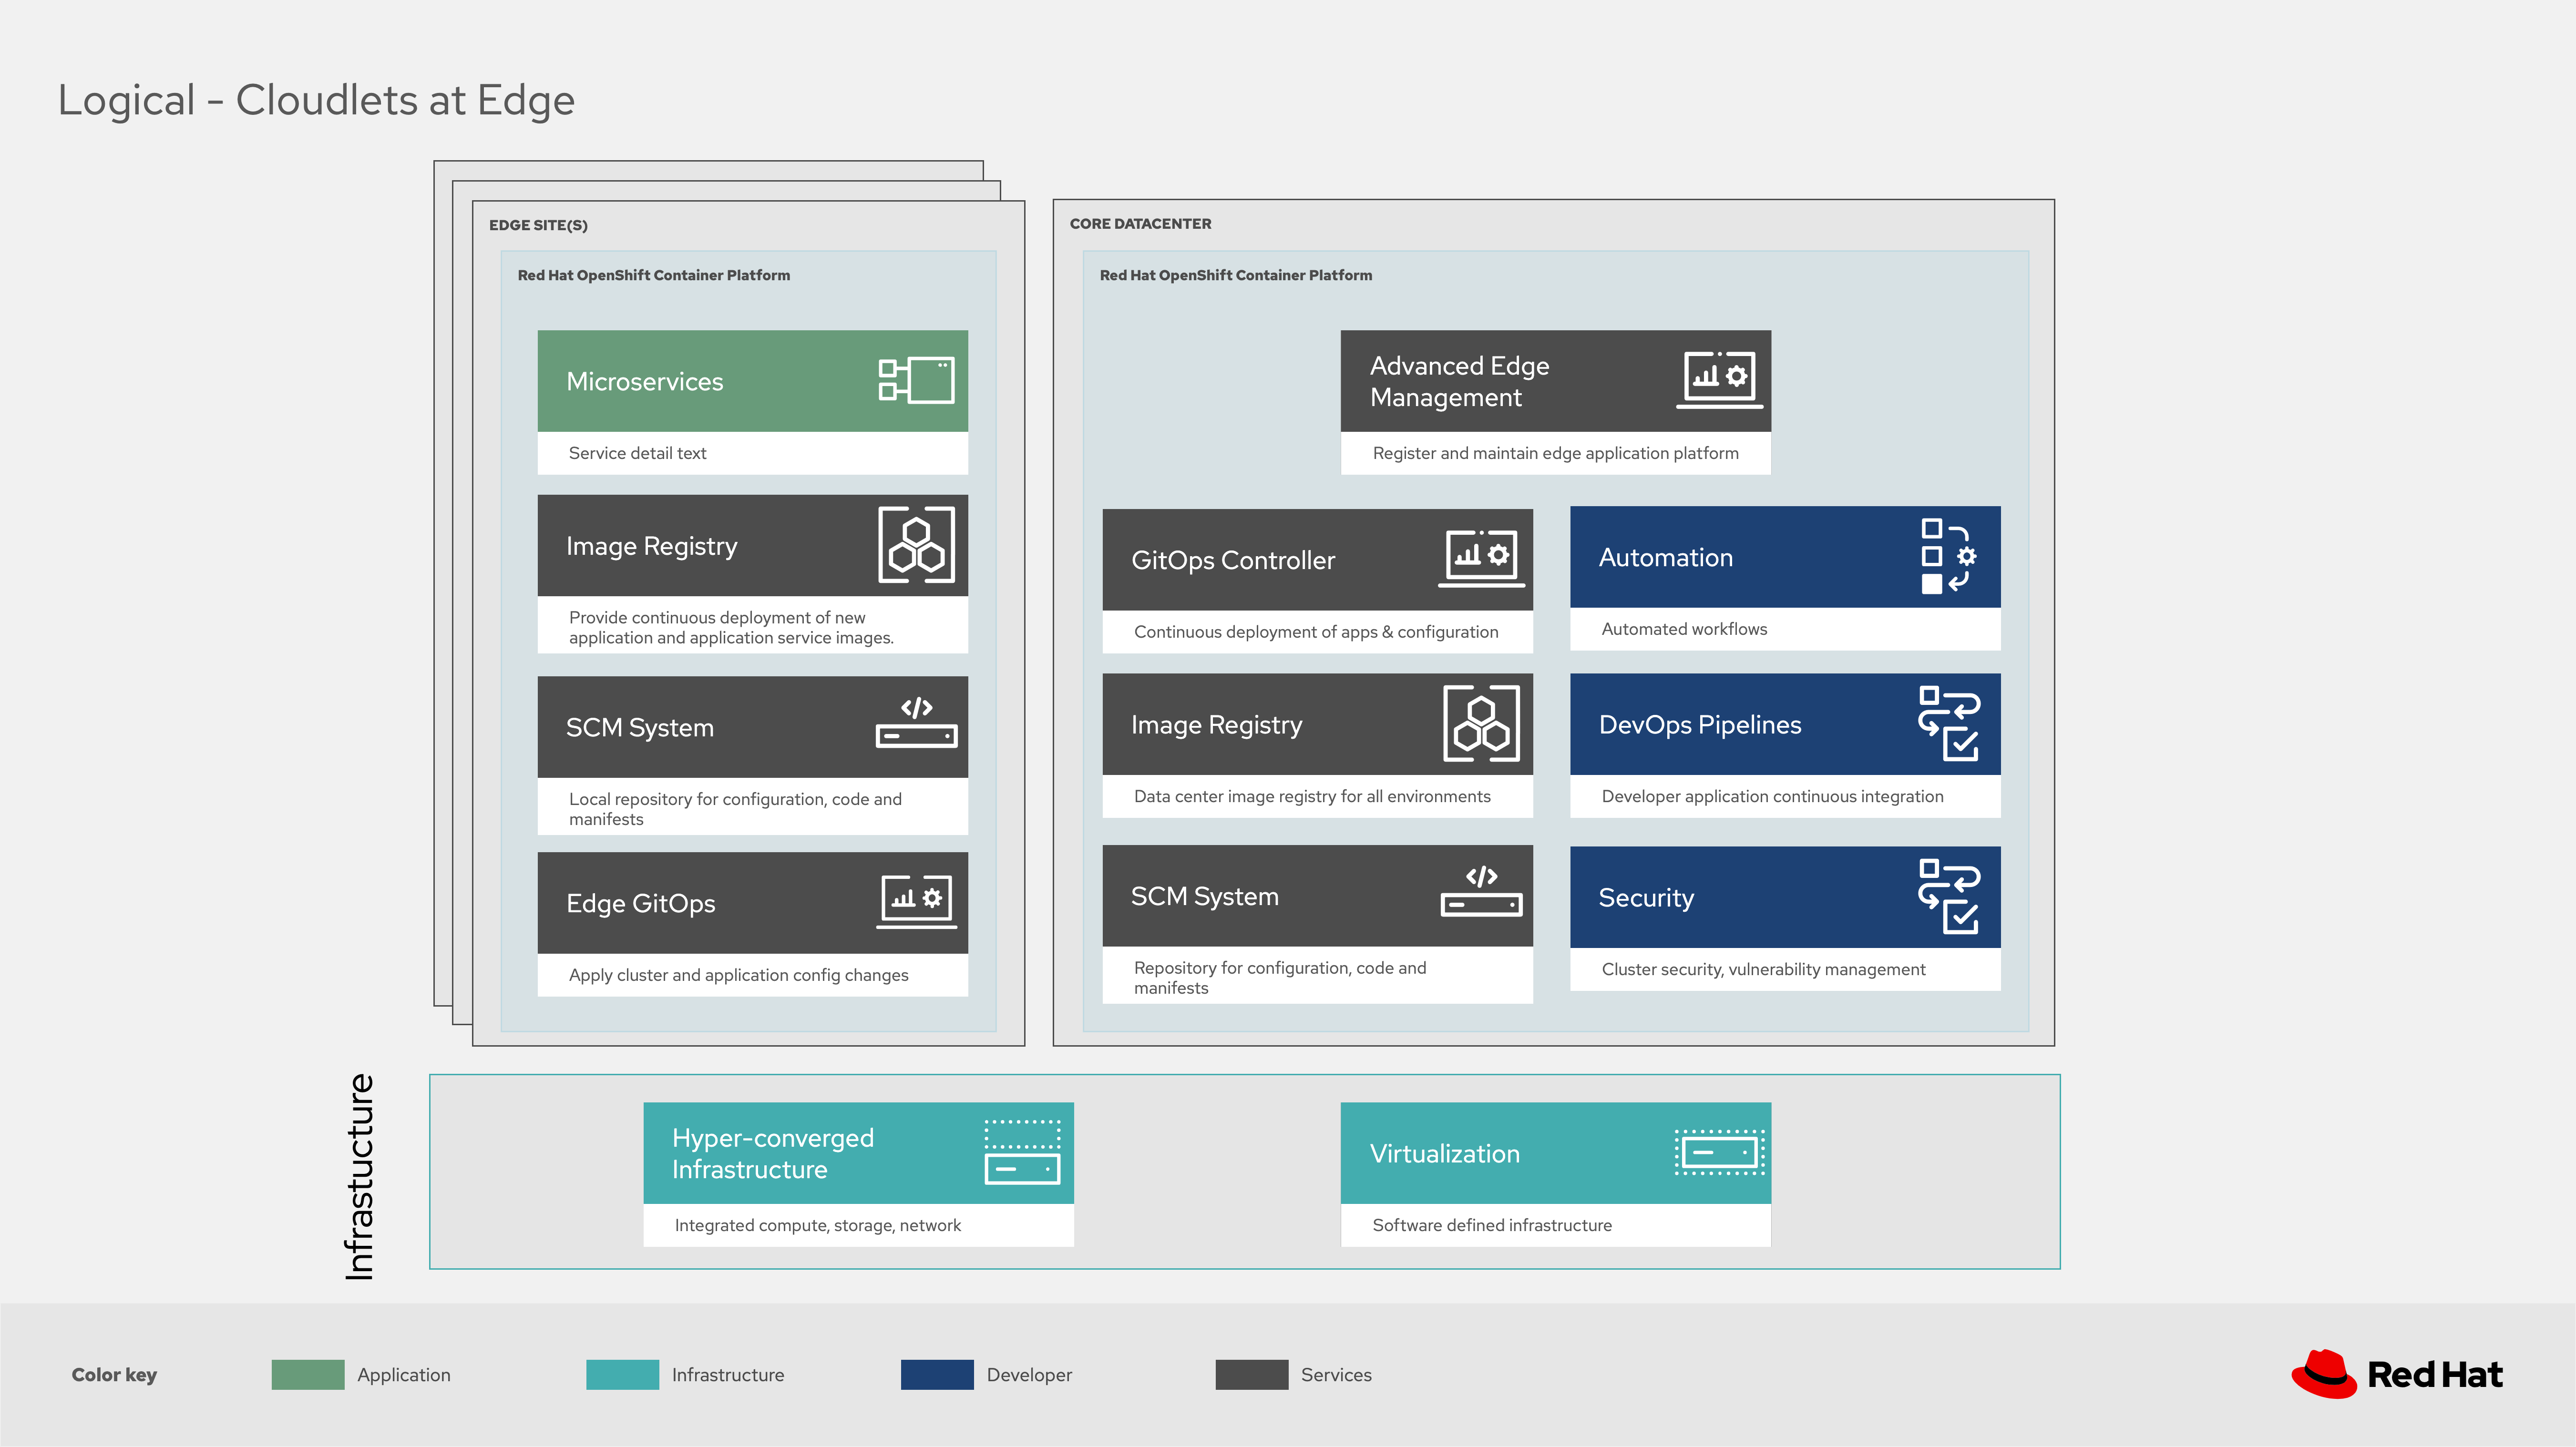 Logical - Cloudlets at Edge
EDGE SITE(S)
Red Hat OpenShift Container Platform
Microservices
Service detail text
Image Registry
Provide continuous deployment of new
application and application service images.
SCM System
</>
Local repository for configuration, code and
manifests
Edge GitOps
Apply cluster and application config changes
CORE DATACENTER
Red Hat OpenShift Container Platform
Advanced Edge
Management
Register and maintain edge application platform
GitOps Controller
Continuous deployment of apps & configuration
Image Registry
Data center image registry for all environments
SCM System
</>
Repository for configuration, code and
manifests
Automation
Automated workflows
DevOps Pipelines
Developer application continuous integration
Security
Cluster security, vulnerability management
Infrastucture
Hyper-converged
Infrastructure
Integrated compute, storage, network
Virtualization
Software defined infrastructure
Color key
Application
Infrastructure
Developer
Services
Red Hat